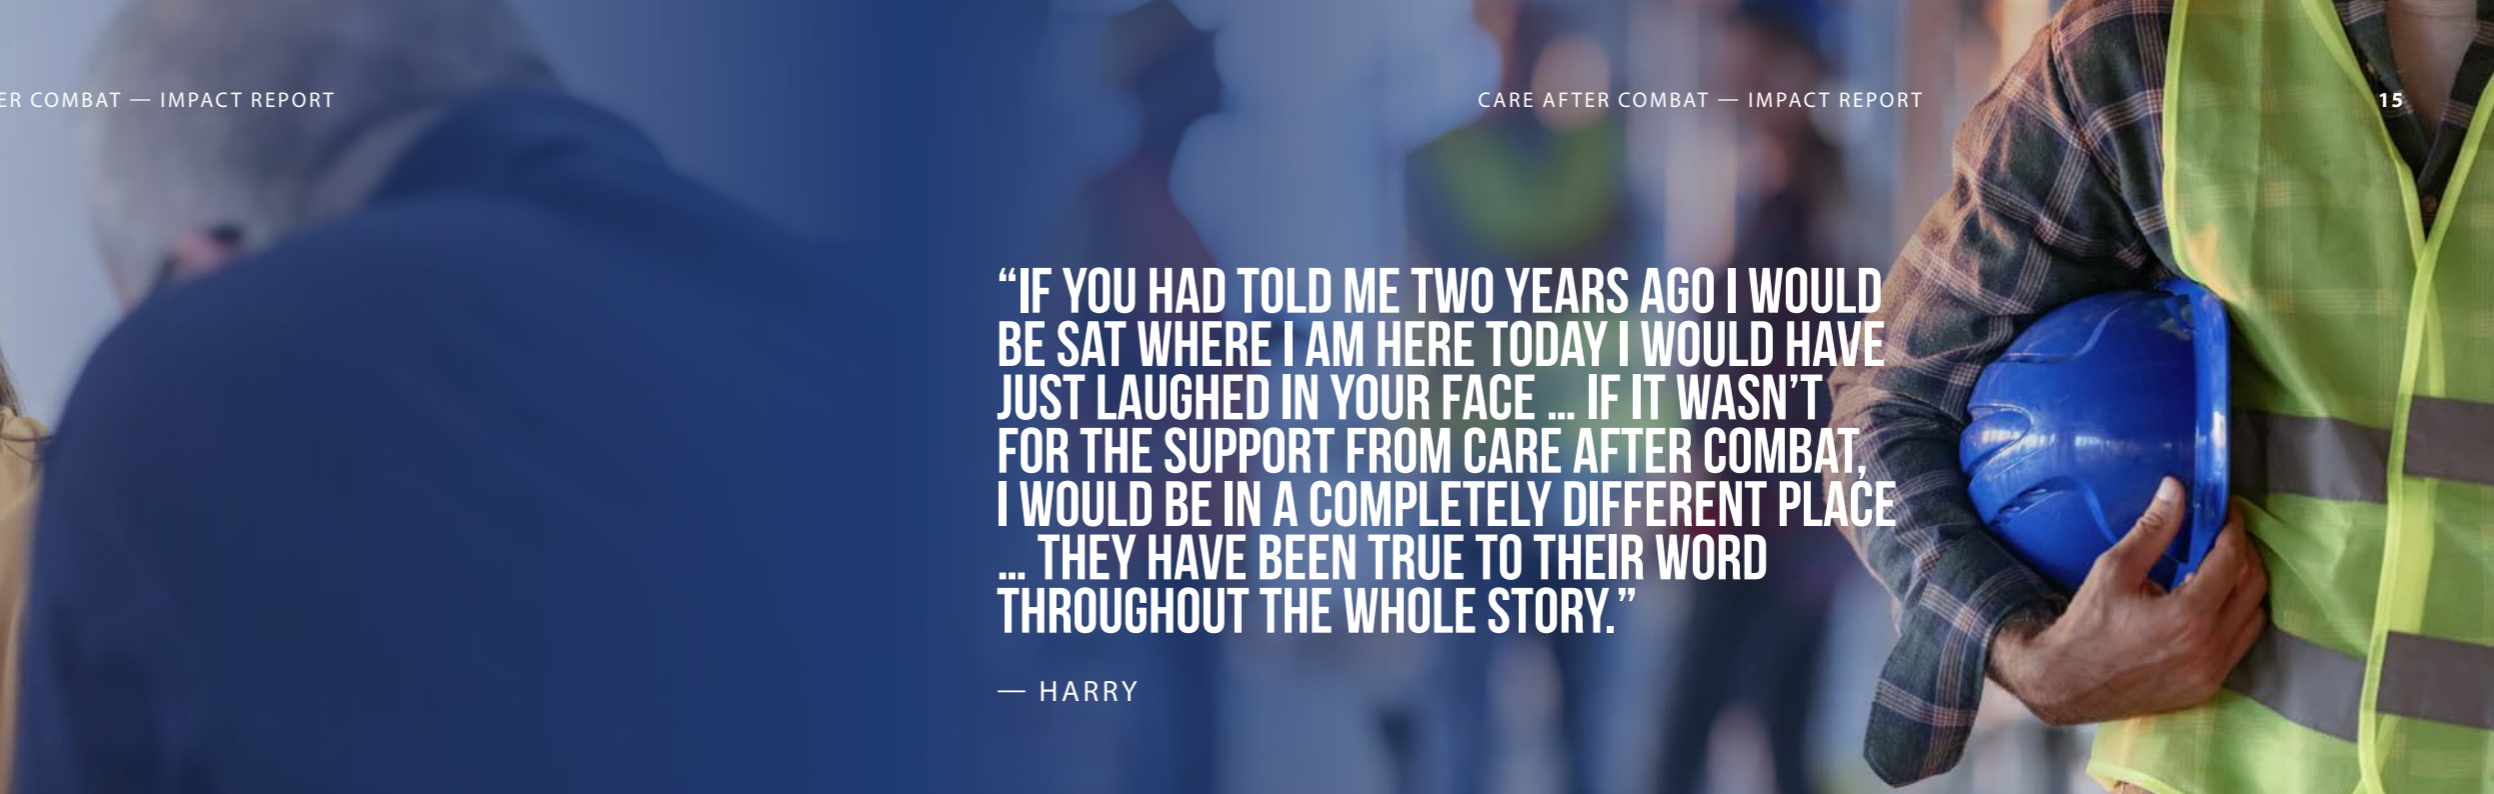 ER COMBAT — IMPACT REPORT
CARE AFTER COMBAT — IMPACT REPORT
15
“IF YOU HAD TOLD ME TWO YEARS AGO I WOULD
BE SAT WHERE I AM HERE TODAY I WOULD HAVE
JUST LAUGHED IN YOUR FACE ... IF IT WASN’T
FOR THE SUPPORT FROM CARE AFTER COMBAT,
I WOULD BE IN A COMPLETELY DIFFERENT PLACE
... THEY HAVE BEEN TRUE TO THEIR WORD
THROUGHOUT THE WHOLE STORY.”
— HARRY